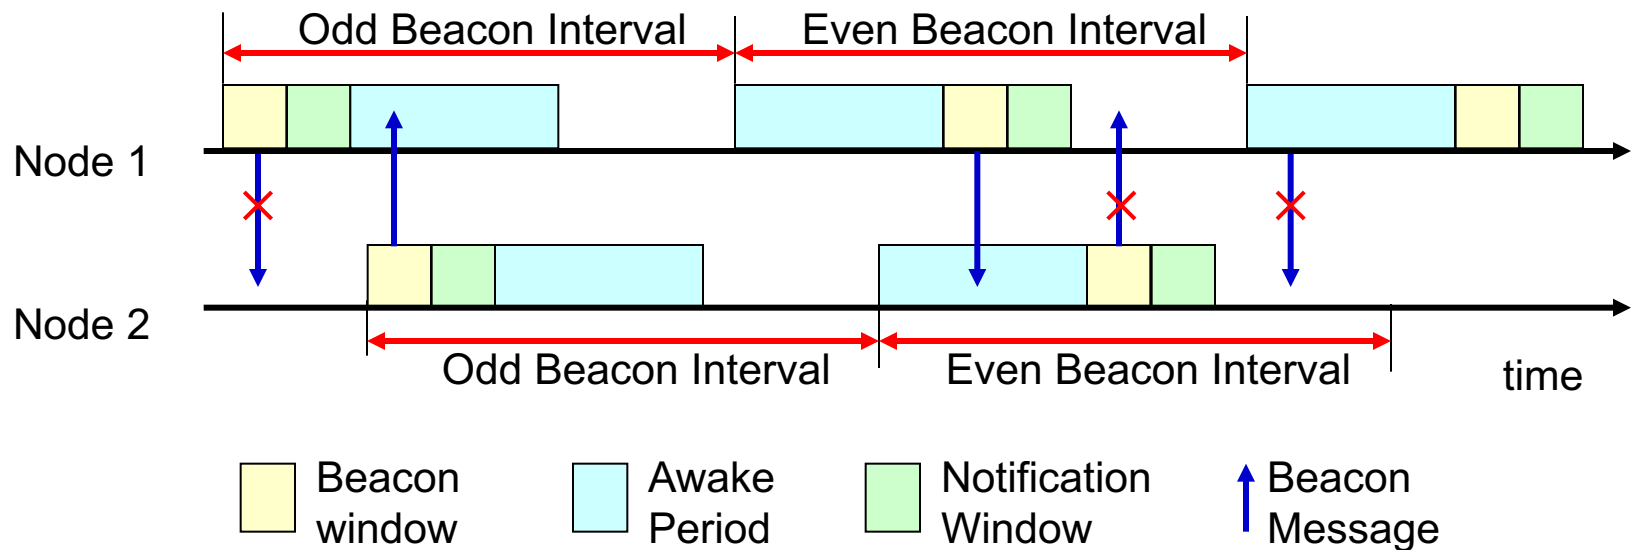 Odd Beacon Interval
Even Beacon Interval
Node 1
Node 2
Odd Beacon Interval
Even Beacon Interval
time
Beacon
window
Awake
Period
Notification
Window
Beacon
Message